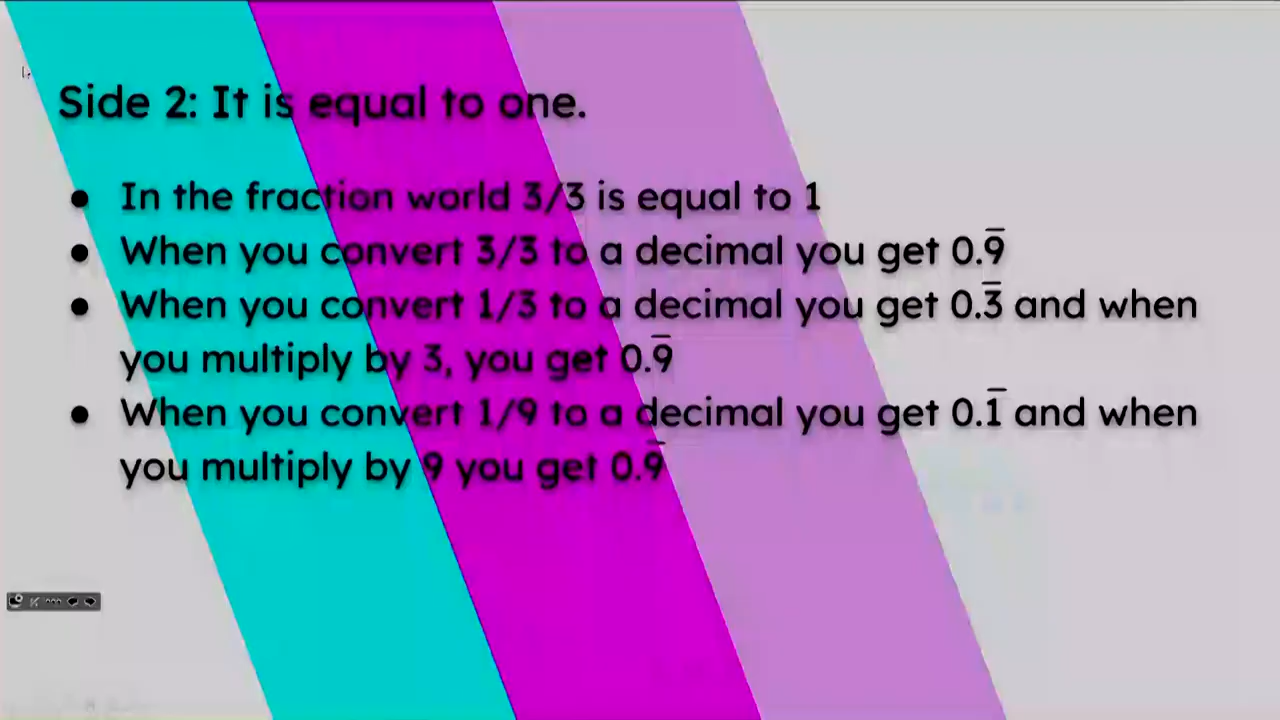 Side 2: It is equal to one.
● In the fraction world 3/3 is equal to 1
● When you convert 3/3 to a decimal you get 0.9̅
● When you convert 1/3 to a decimal you get 0.3̅ and when
you multiply by 3, you get 0.9̅
● When you convert 1/9 to a decimal you get 0.1̅ and when
you multiply by 9 you get 0.9̅